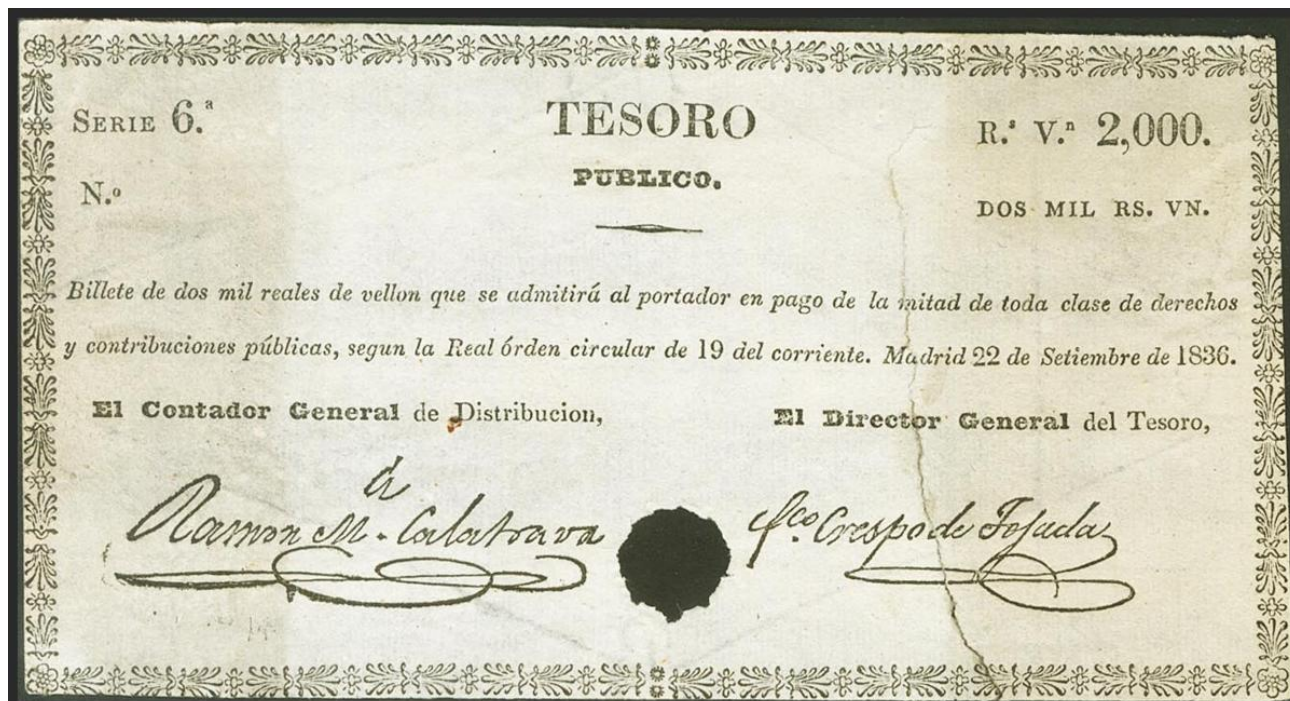 SERIE 6.ª
TESORO
PUBLICO.
R.ˢ V.ⁿ 2,000.
N.º
DOS MIL RS. VN.
Billete de dos mil reales de vellon que se admitirá al portador en pago de la mitad de toda clase de derechos
y contribuciones públicas, segun la Real órden circular de 19 del corriente. Madrid 22 de Setiembre de 1836.
El Contador General de Distribucion,
El Director General del Tesoro,
Ramon M.ª Calatrava
Fco. Crespo de Tejada